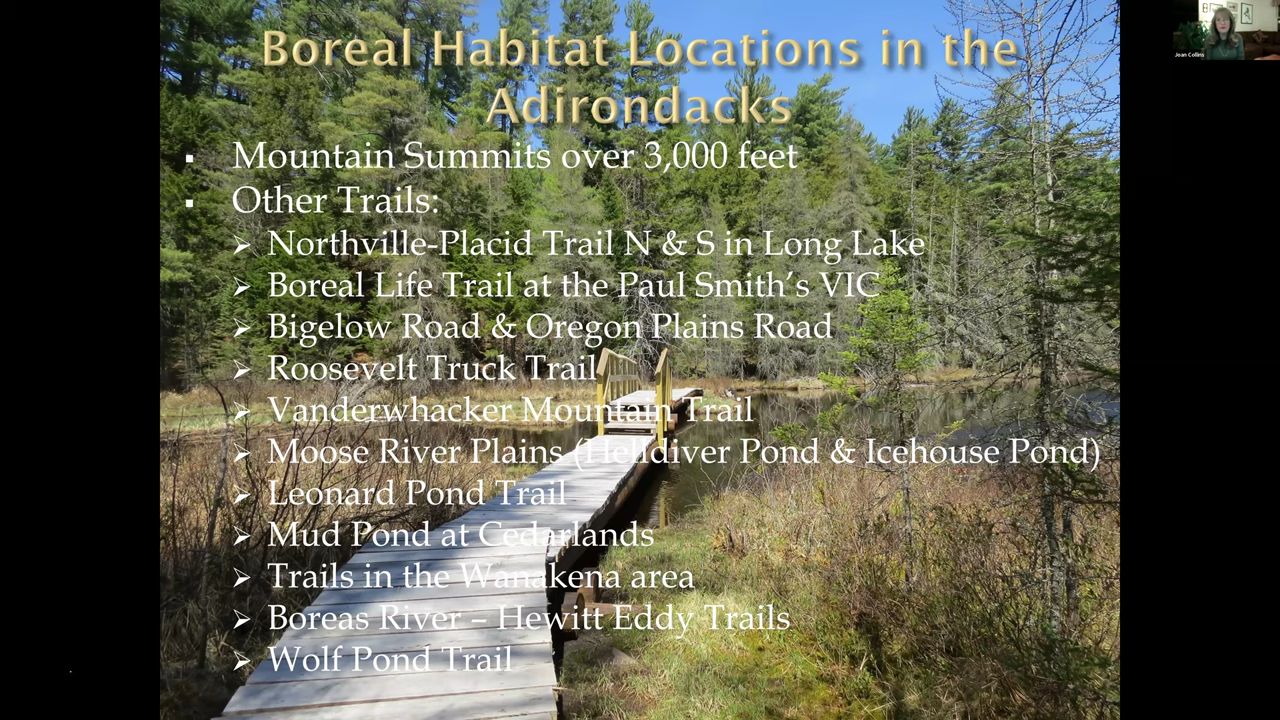 Boreal Habitat Locations in the
Adirondacks
▪ Mountain Summits over 3,000 feet
▪ Other Trails:
➢ Northville-Placid Trail N & S in Long Lake
➢ Boreal Life Trail at the Paul Smith’s VIC
➢ Bigelow Road & Oregon Plains Road
➢ Roosevelt Truck Trail
➢ Vanderwhacker Mountain Trail
➢ Moose River Plains (Helldiver Pond & Icehouse Pond)
➢ Leonard Pond Trail
➢ Mud Pond at Cedarlands
➢ Trails in the Wanakena area
➢ Boreas River – Hewitt Eddy Trails
➢ Wolf Pond Trail
Joan Collins